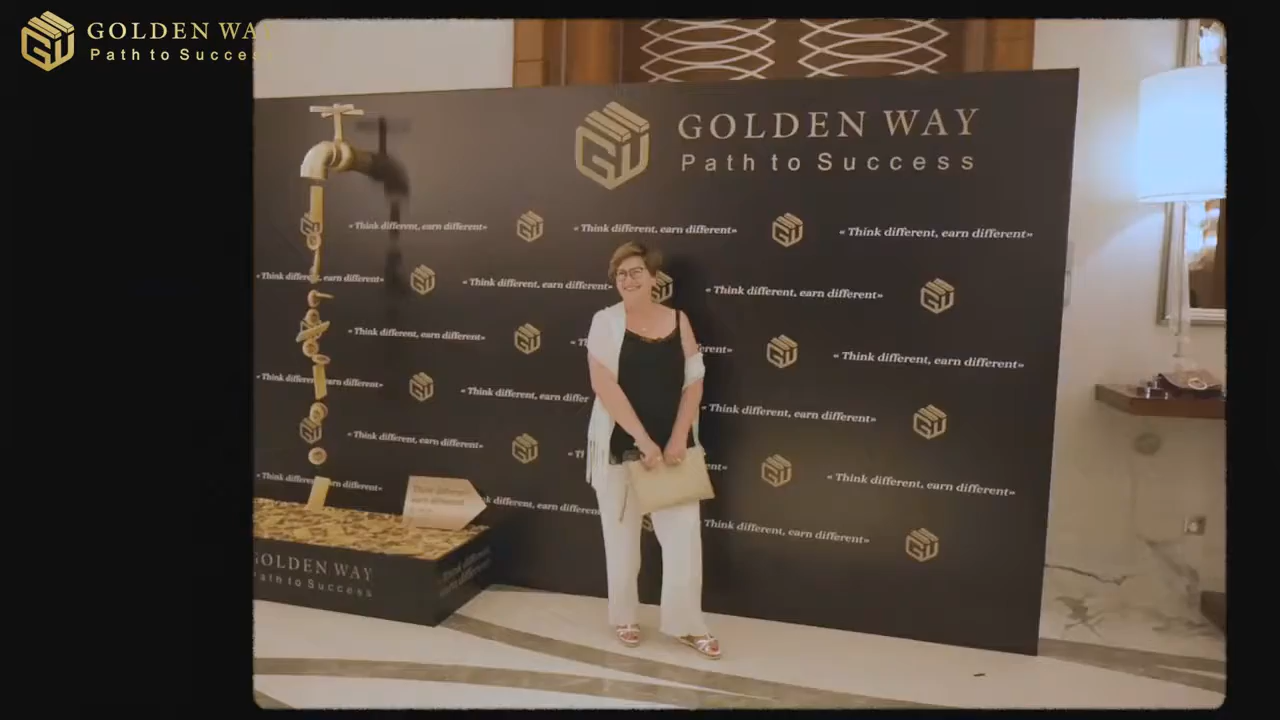 GOLDEN WAY
Path to Success
GOLDEN WAY
Path to Success
« Think different, earn different»
« Think different, earn different»
« Think different, earn different»
« Think different, earn different»
« Think different, earn different»
« Think different, earn different»
« Think different, earn different»
« Think different, earn different»
« Think different, earn different»
« Think different, earn differ
« Think different, earn different»
« Think different, earn different»
« Think different, earn different»
« Think different, earn different»
Think different, earn different»
GOLDEN WAY
Path to Success